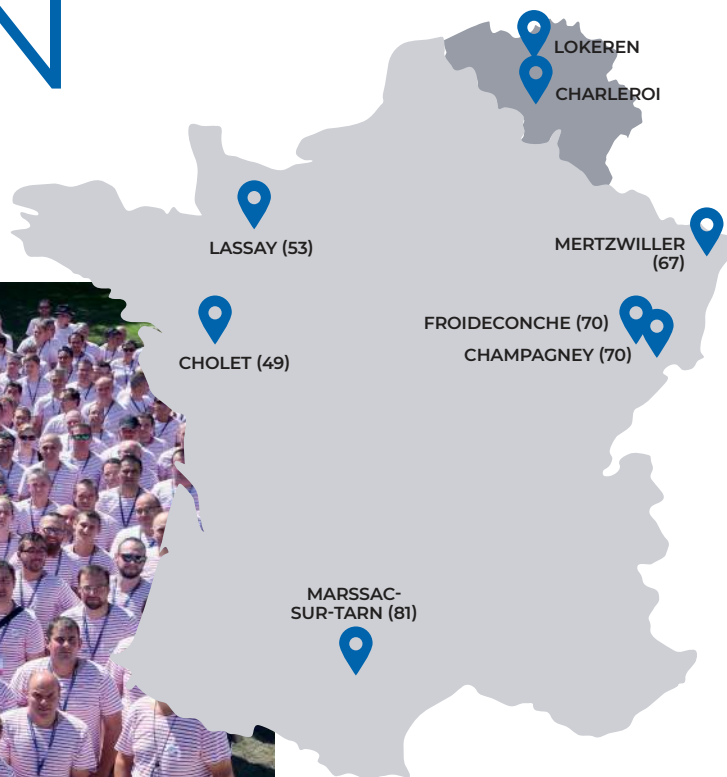 N
LOKEREN
CHARLEROI
LASSAY (53)
MERTZWILLER
(67)
FROIDECONCHE (70)
CHAMPAGNEY (70)
CHOLET (49)
MARSSAC-
SUR-TARN (81)